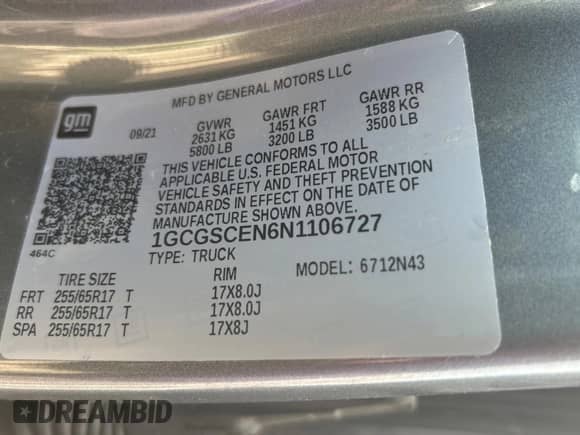 MFD BY GENERAL MOTORS LLC
gm
09/21
GVWR
2631 KG
5800 LB
GAWR FRT
1451 KG
3200 LB
GAWR RR
1588 KG
3500 LB
THIS VEHICLE CONFORMS TO ALL
APPLICABLE U.S. FEDERAL MOTOR
VEHICLE SAFETY AND THEFT PREVENTION
STANDARDS IN EFFECT ON THE DATE OF
MANUFACTURE SHOWN ABOVE.
464C
1GCGSCEN6N1106727
TYPE: TRUCK
MODEL: 6712N43
TIRE SIZE RIM
FRT 255/65R17 T 17X8.0J
RR 255/65R17 T 17X8.0J
SPA 255/65R17 T 17X8J
DREAMBID